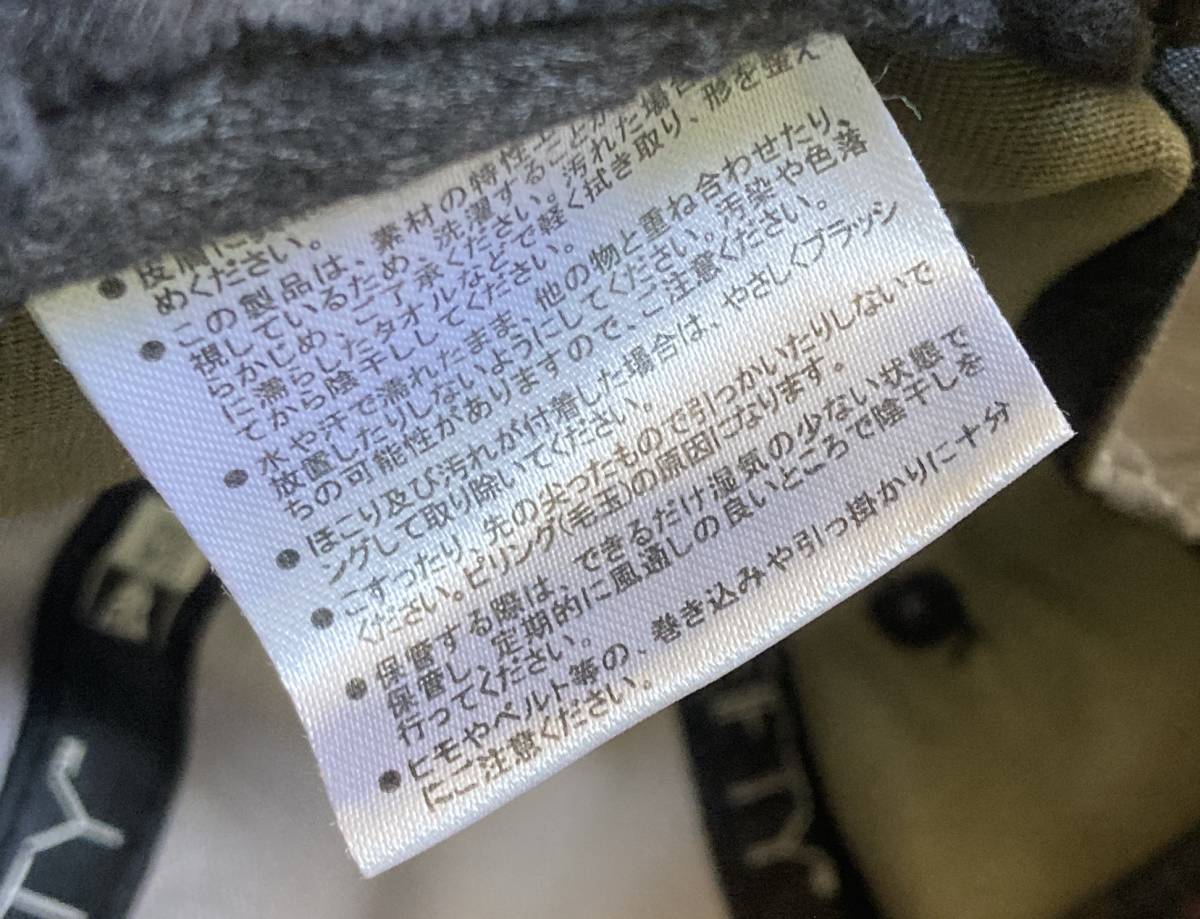 ● 皮膚に
めください。
● この製品は、素材の特性上
視しているため、洗濯することが
らかじめ、ご了承ください。汚れた場合
に濡らしたタオルなどで軽く拭き取り、形を整え
てから陰干ししてください。
● 水や汗で濡れたまま、他の物と重ね合わせたり、
放置したりしないようにしてください。汚染や色落
ちの可能性がありますので、ご注意ください。
● ほこり及び汚れが付着した場合は、やさしくブラッシ
ングして取り除いてください。
● こすったり、先の尖ったもので引っかいたりしないで
ください。ピリング(毛玉)の原因になります。
● 保管する際は、できるだけ湿気の少ない状態で
保管し、定期的に風通しの良いところで陰干しを
行ってください。
● ヒモやベルト等の、巻き込みや引っ掛かりに十分
にご注意ください。